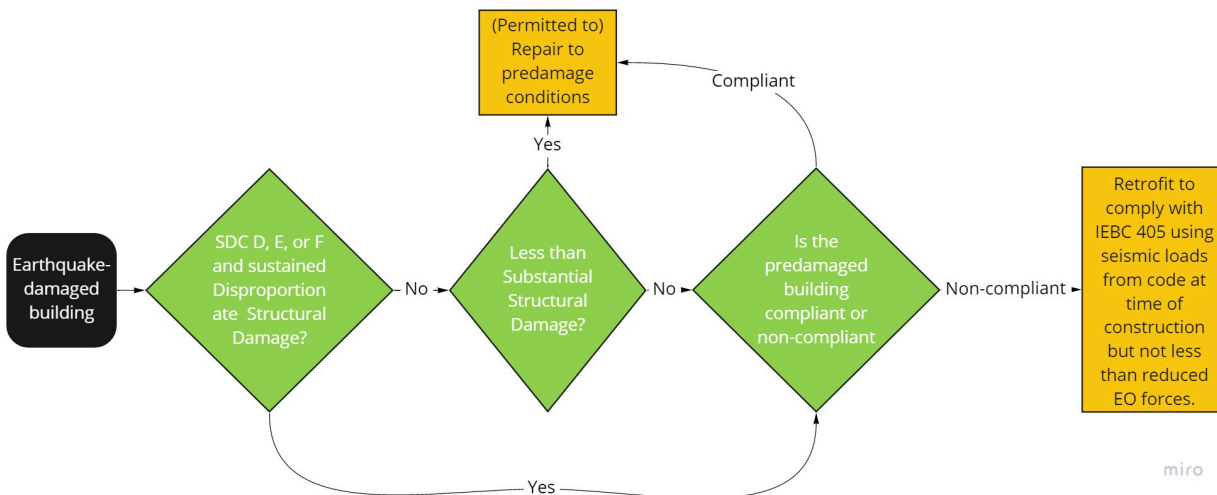 (Permitted to)
Repair to
predamage
conditions
Compliant
Yes
Earthquake-
damaged
building
SDC D, E, or F
and sustained
Disproportion
ate Structural
Damage?
No
Less than
Substantial
Structural
Damage?
No
Is the
predamaged
building
compliant or
non-compliant
Non-compliant
Retrofit to
comply with
IEBC 405 using
seismic loads
from code at
time of
construction
but not less
than reduced
EQ forces.
Yes
miro